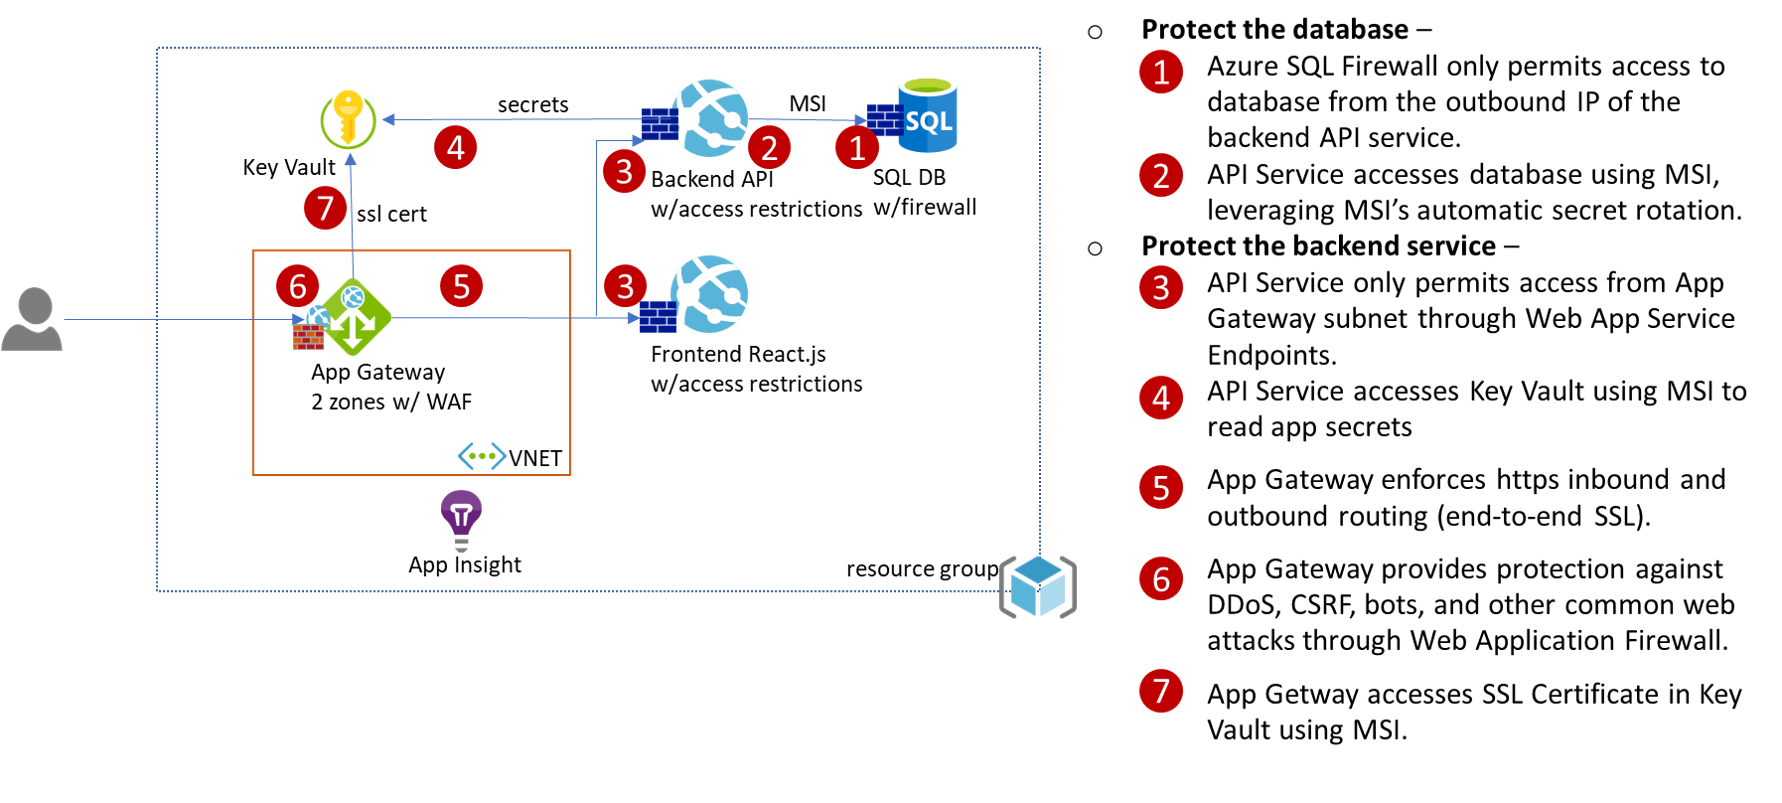 secrets
MSI
SQL
4
2
1
3
Key Vault
Backend API
w/access restrictions
SQL DB
w/firewall
7
ssl cert
6
5
3
App Gateway
2 zones w/ WAF
Frontend React.js
w/access restrictions
VNET
App Insight
resource group
○ Protect the database –
1 Azure SQL Firewall only permits access to
database from the outbound IP of the
backend API service.
2 API Service accesses database using MSI,
leveraging MSI’s automatic secret rotation.
○ Protect the backend service –
3 API Service only permits access from App
Gateway subnet through Web App Service
Endpoints.
4 API Service accesses Key Vault using MSI to
read app secrets
5 App Gateway enforces https inbound and
outbound routing (end-to-end SSL).
6 App Gateway provides protection against
DDoS, CSRF, bots, and other common web
attacks through Web Application Firewall.
7 App Getway accesses SSL Certificate in Key
Vault using MSI.